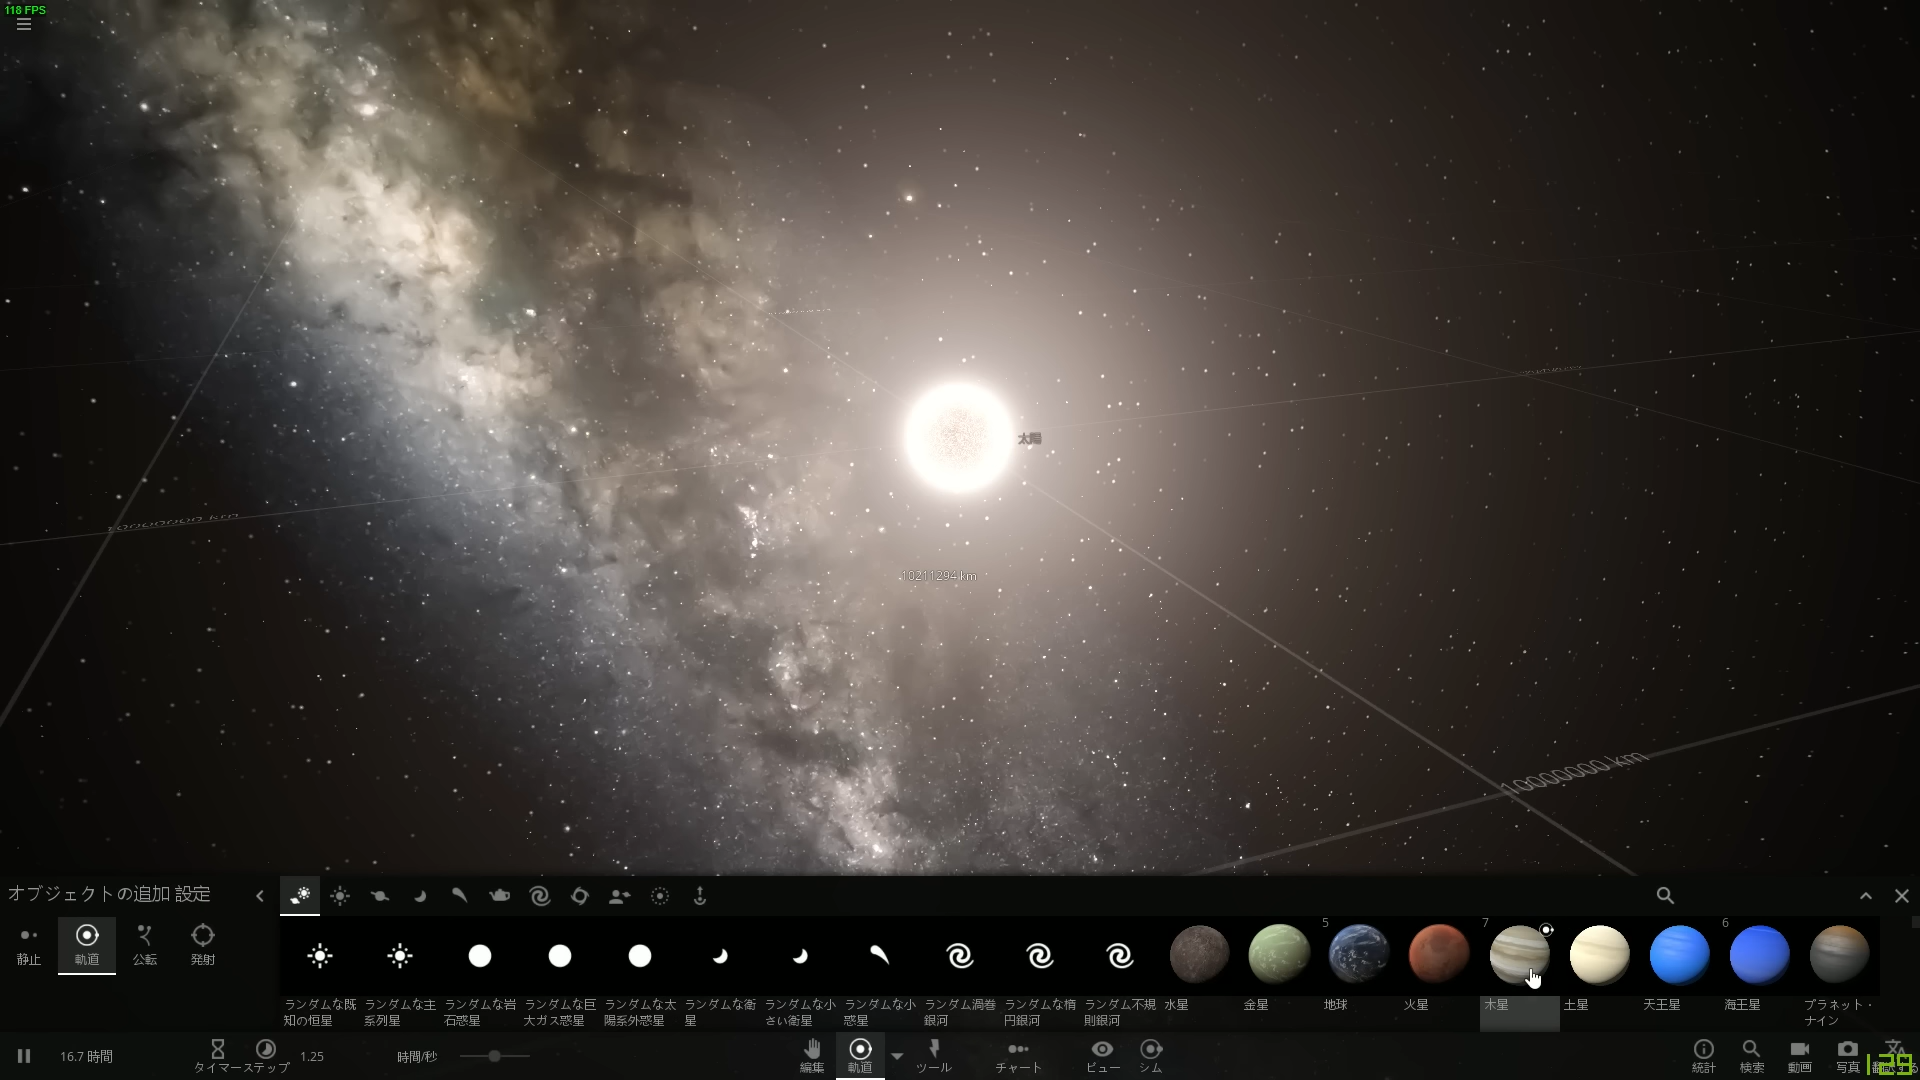 118 FPS
太陽
10000000 km
10211294 km
10000000 km
オブジェクトの追加 設定
静止
軌道
公転
発射
5
7
6
ランダムな既
知の恒星
ランダムな主
系列星
ランダムな岩
石惑星
ランダムな巨
大ガス惑星
ランダムな太
陽系外惑星
ランダムな衛
星
ランダムな小
さい衛星
ランダムな小
惑星
ランダム渦巻
銀河
ランダムな楕
円銀河
ランダム不規
則銀河
水星
金星
地球
火星
木星
土星
天王星
海王星
プラネット・
ナイン
16.7 時間
タイマーステップ
1.25
時間/秒
編集
軌道
ツール
チャート
ビュー
シム
統計
検索
動画
写真
129